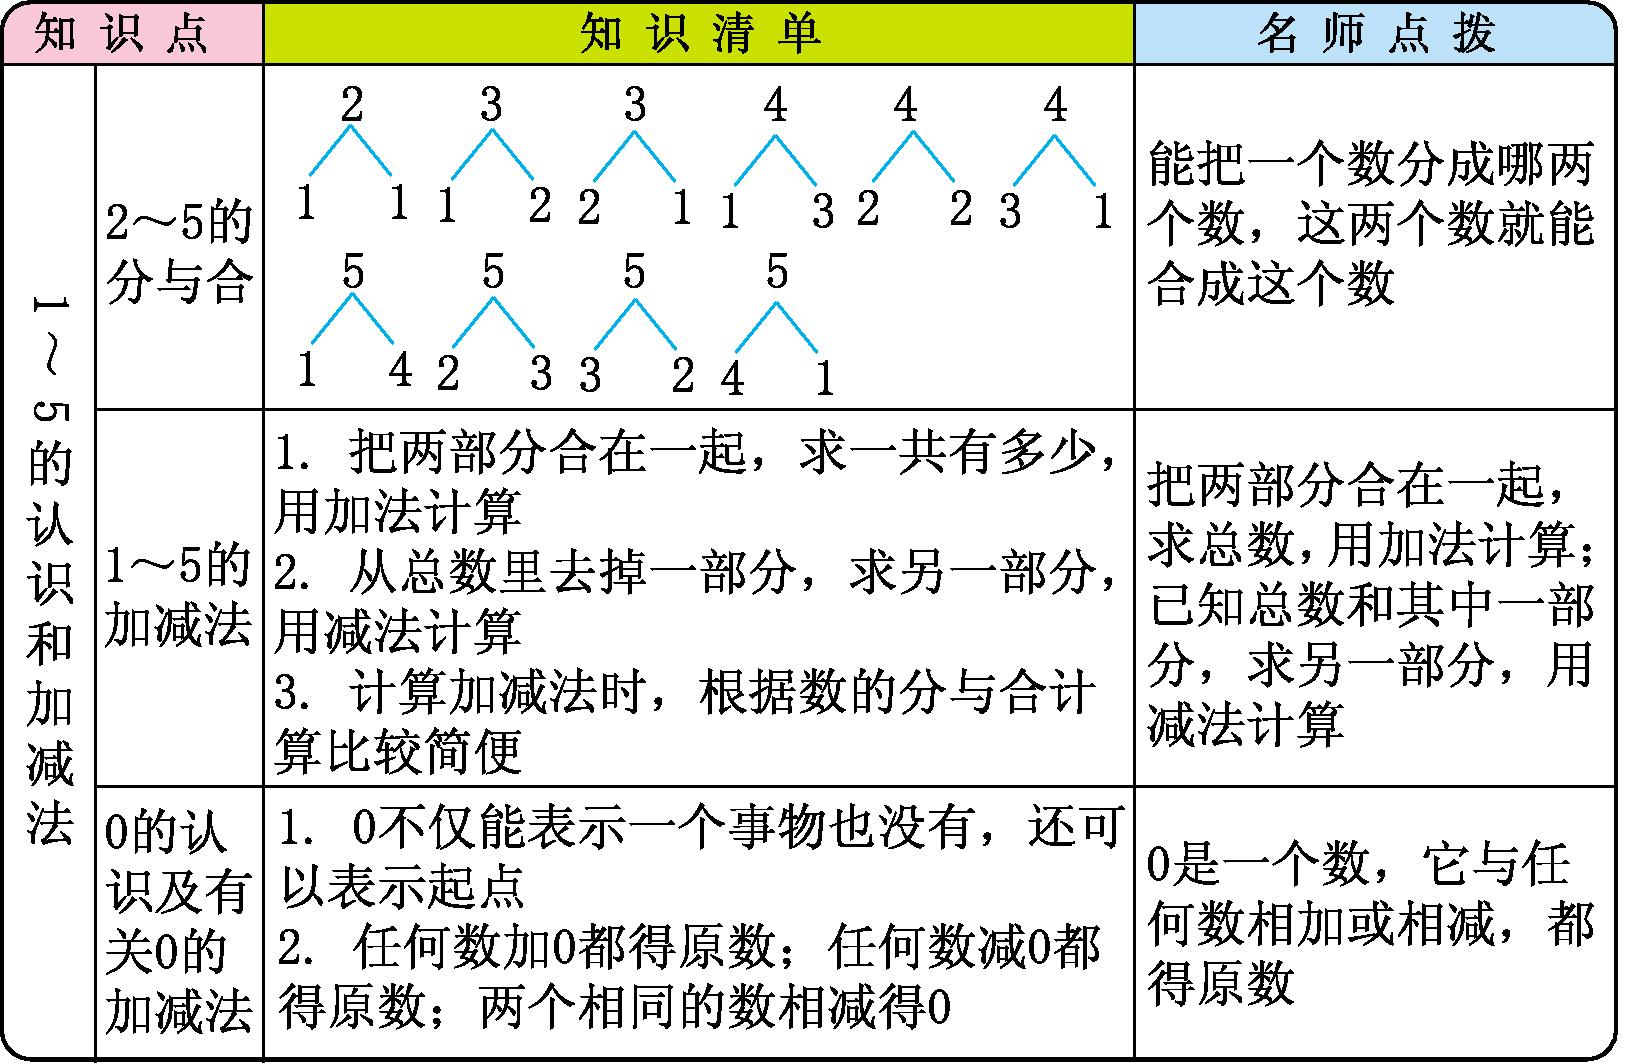 知识点 知识清单 名师点拨
1～5的认识和加减法
2～5的
分与合
2 3 3 4 4 4
1 1 1 2 2 1 1 3 2 2 3 1
5 5 5 5
1 4 2 3 3 2 4 1
能把一个数分成哪两
个数，这两个数就能
合成这个数
1～5的
加减法
1. 把两部分合在一起，求一共有多少，
用加法计算
2. 从总数里去掉一部分，求另一部分，
用减法计算
3. 计算加减法时，根据数的分与合计
算比较简便
把两部分合在一起，
求总数，用加法计算；
已知总数和其中一部
分，求另一部分，用
减法计算
0的认
识及有
关0的
加减法
1. 0不仅能表示一个事物也没有，还可
以表示起点
2. 任何数加0都得原数；任何数减0都
得原数；两个相同的数相减得0
0是一个数，它与任
何数相加或相减，都
得原数